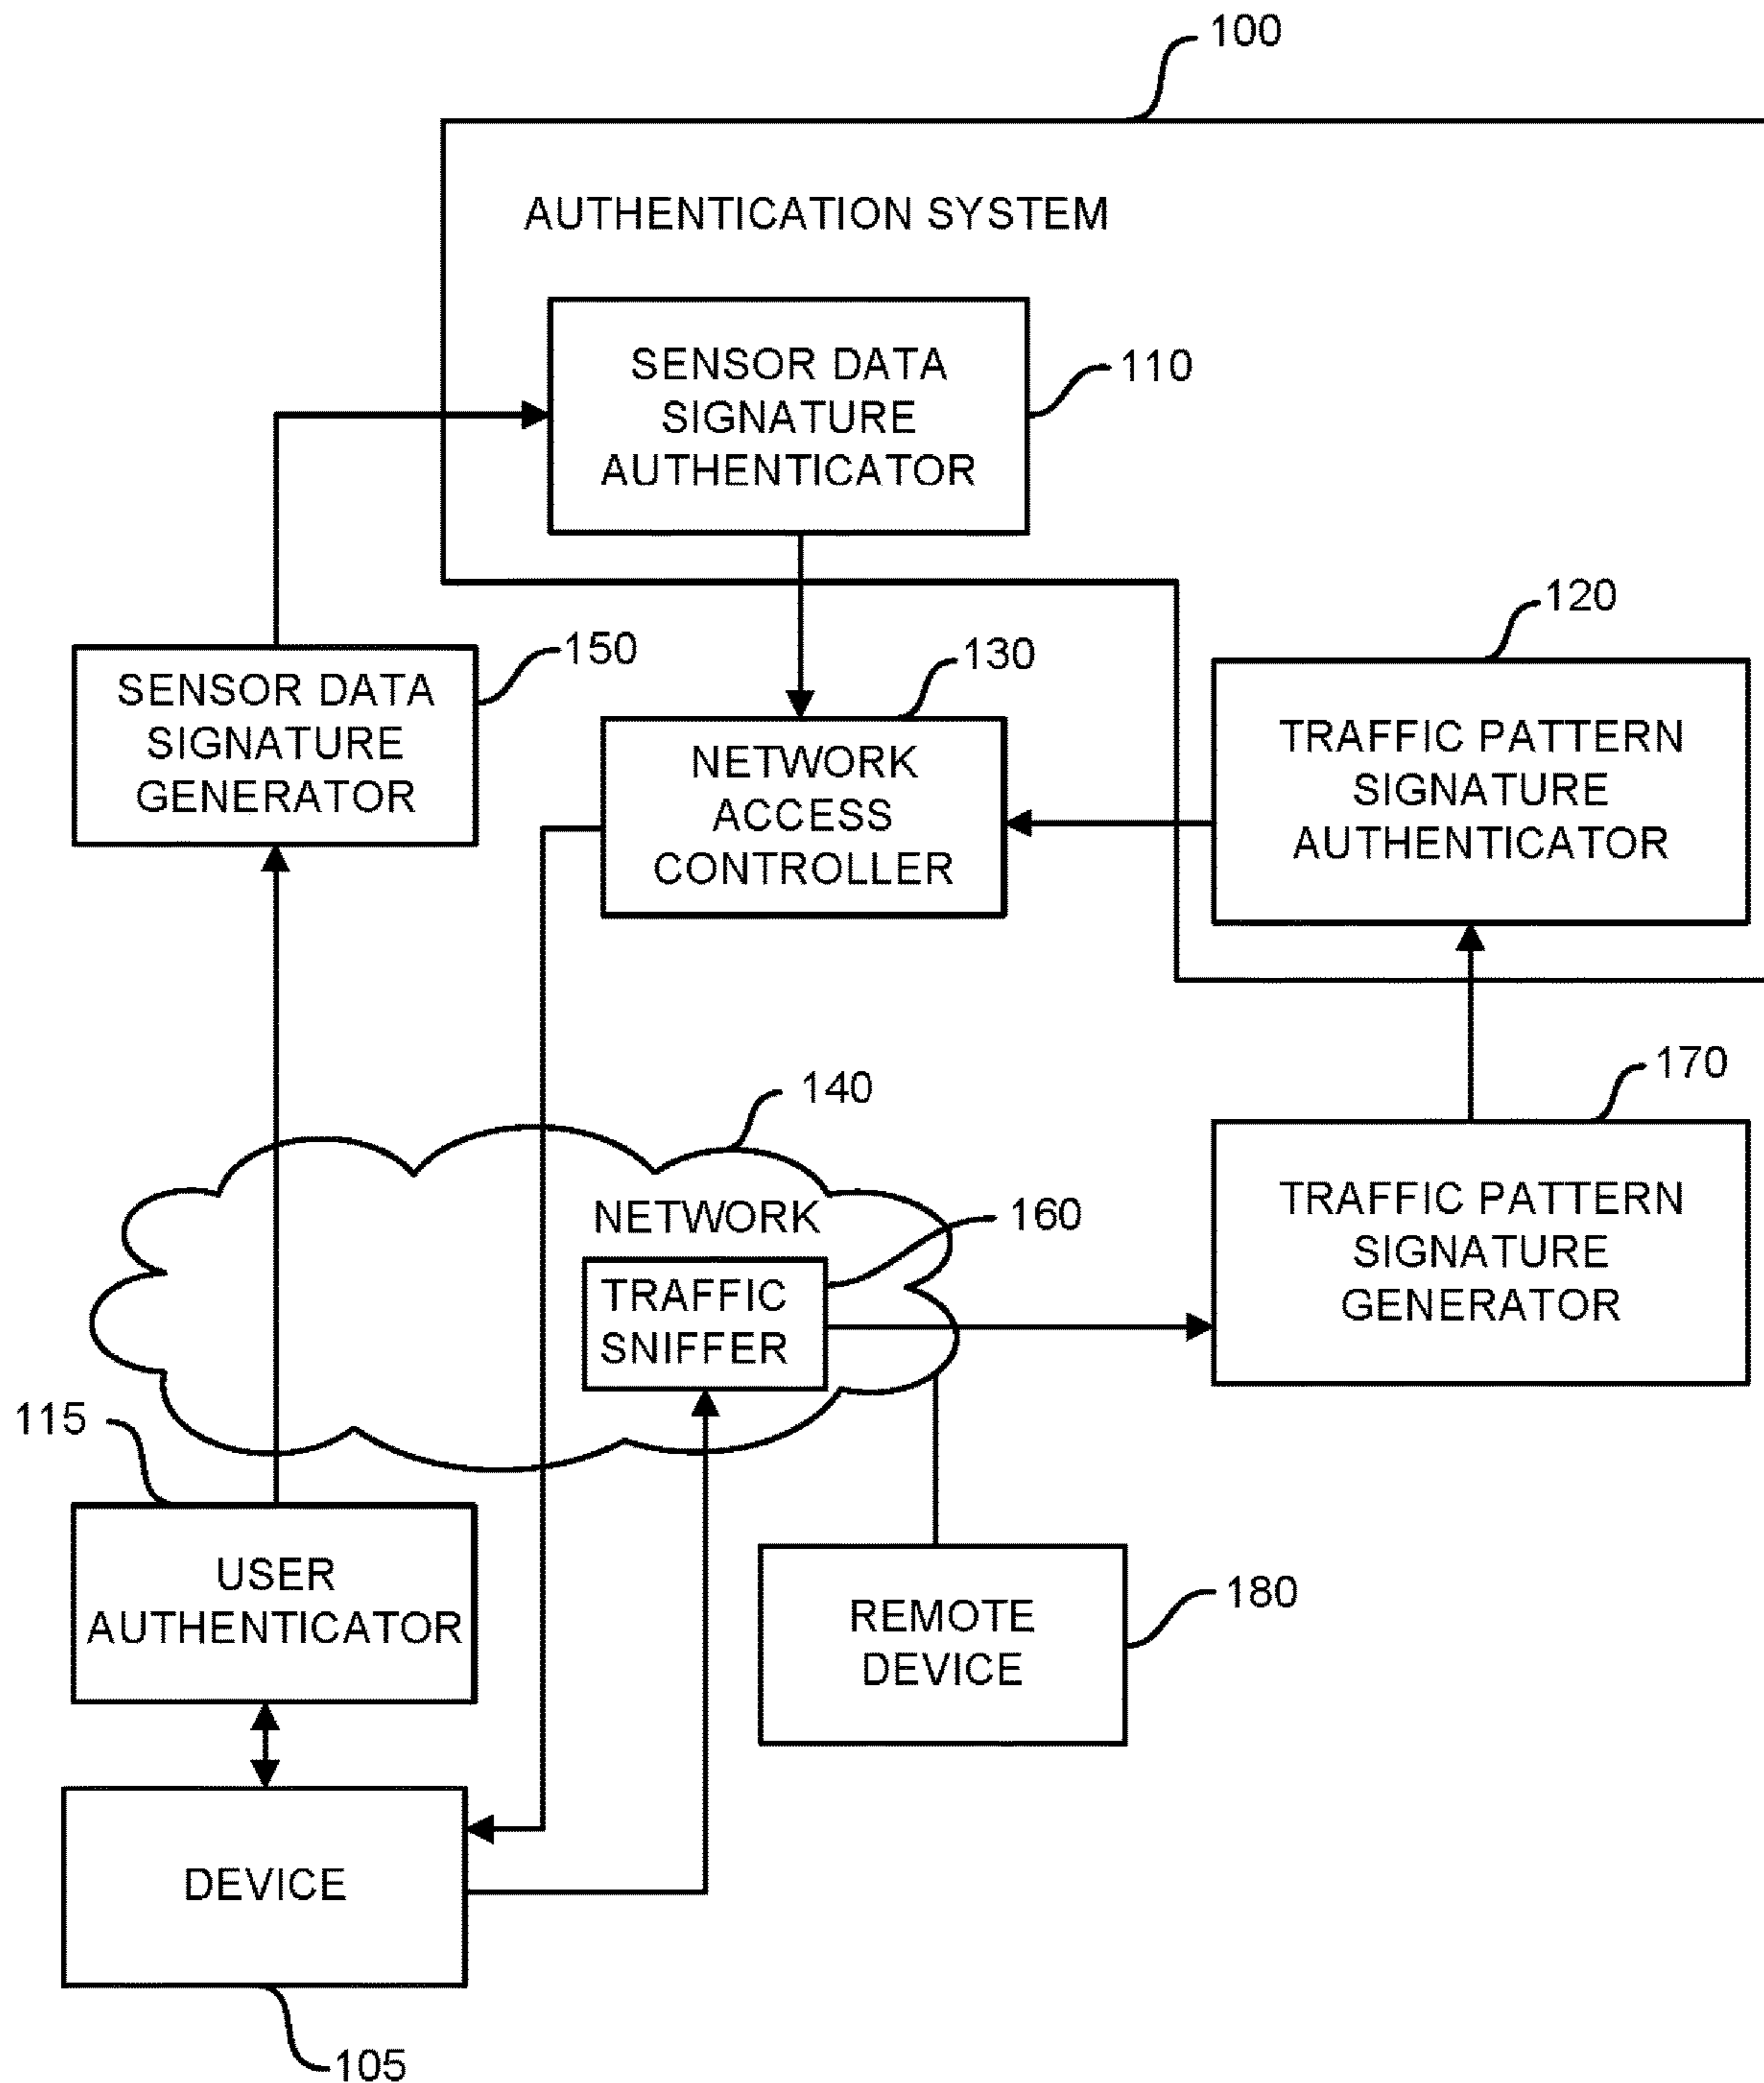 100
AUTHENTICATION SYSTEM
SENSOR DATA
SIGNATURE
AUTHENTICATOR
110
120
150
SENSOR DATA
SIGNATURE
GENERATOR
130
NETWORK
ACCESS
CONTROLLER
TRAFFIC PATTERN
SIGNATURE
AUTHENTICATOR
170
140
NETWORK
160
TRAFFIC
SNIFFER
TRAFFIC PATTERN
SIGNATURE
GENERATOR
115
USER
AUTHENTICATOR
REMOTE
DEVICE
180
DEVICE
105